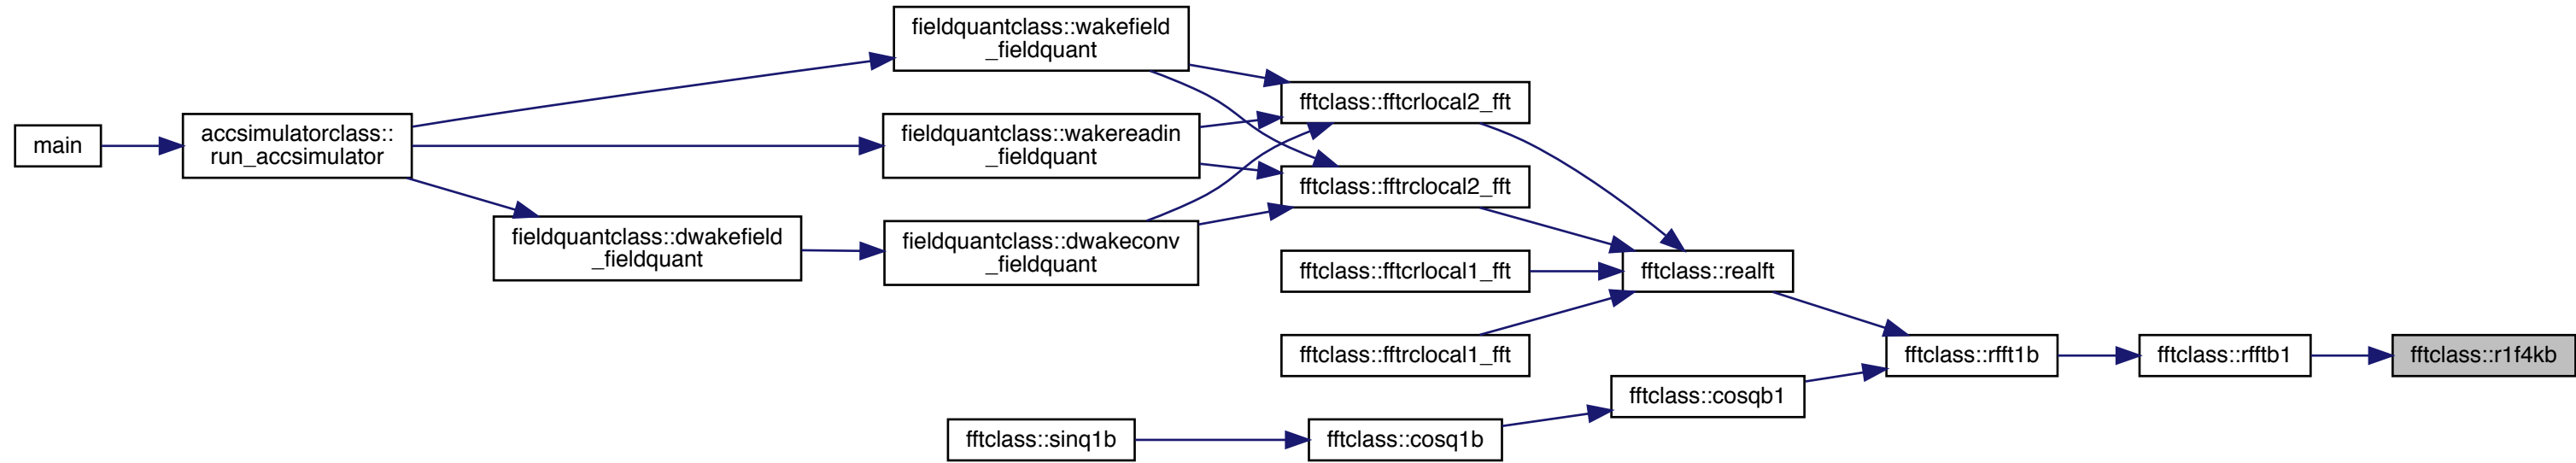 main
accsimulatorclass::
run_accsimulator
fieldquantclass::wakefield
_fieldquant
fieldquantclass::wakereadin
_fieldquant
fieldquantclass::dwakefield
_fieldquant
fieldquantclass::dwakeconv
_fieldquant
fftclass::fftcrlocal2_fft
fftclass::fftrclocal2_fft
fftclass::fftcrlocal1_fft
fftclass::fftrclocal1_fft
fftclass::realft
fftclass::sinq1b
fftclass::cosq1b
fftclass::cosqb1
fftclass::rfft1b
fftclass::rfftb1
fftclass::r1f4kb